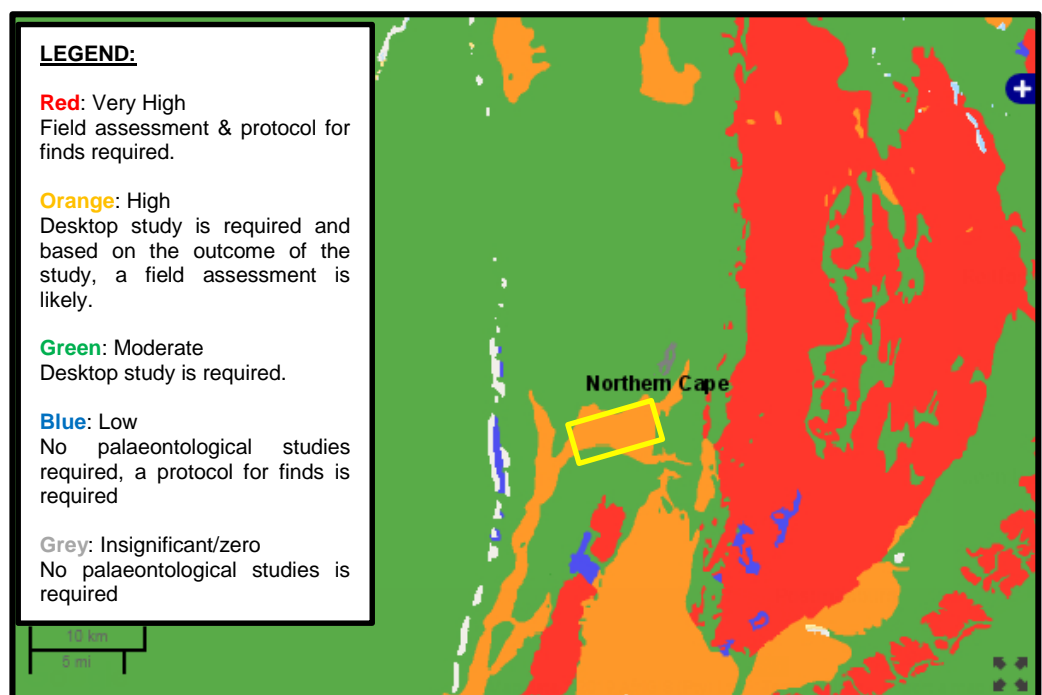 LEGEND:
Red: Very High
Field assessment & protocol for
finds required.
Orange: High
Desktop study is required and
based on the outcome of the
study, a field assessment is
likely.
Green: Moderate
Desktop study is required.
Blue: Low
No palaeontological studies
required, a protocol for finds is
required
Grey: Insignificant/zero
No palaeontological studies is
required
Northern Cape
+
10 km
5 mi